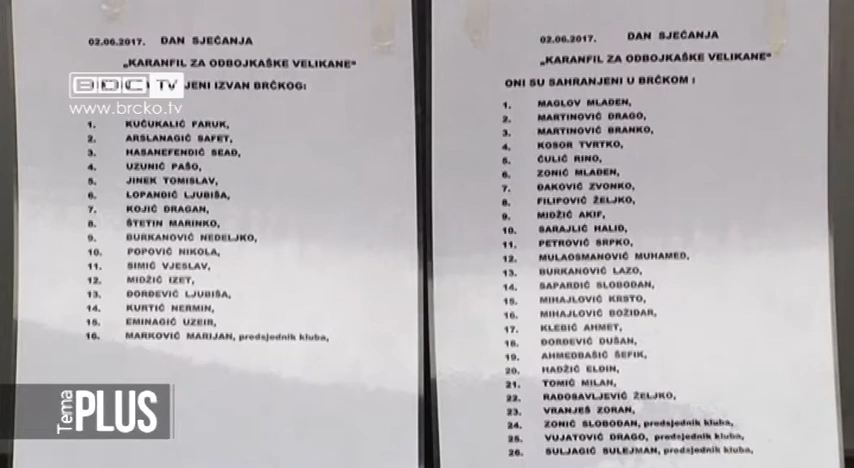 02.06.2017. DAN SJEĆANJA
„KARANFIL ZA ODBOJKAŠKE VELIKANE“
IZVAN BRČKOG:
1. KUČUKALIĆ FARUK,
2. ARSLANAGIĆ SAFET,
3. HASANEFENDIĆ SEAD,
4. UZUNIĆ PAŠO,
5. JINEK TOMISLAV,
6. LOPANDIĆ LJUBIŠA,
7. KOJIĆ DRAGAN,
8. ŠTETIN MARINKO,
9. ĐURKANOVIĆ NEDELJKO,
10. POPOVIĆ NIKOLA,
11. SIMIĆ VJESLAV,
12. MIDŽIĆ IZET,
13. ĐORĐEVIĆ LJUBIŠA,
14. KURTIĆ NERMIN,
15. EMINAGIĆ UZEIR,
16. MARKOVIĆ MARIJAN, predsjednik kluba,
02.06.2017. DAN SJEĆANJA
„KARANFIL ZA ODBOJKAŠKE VELIKANE“
ONI SU SAHRANJENI U BRČKOM :
1. MAGLOV MLAĐEN,
2. MARTINOVIĆ DRAGO,
3. MARTINOVIĆ BRANKO,
4. KOSOR TVRTKO,
5. ĆULIĆ RINO,
6. ZONIĆ MLAĐEN,
7. ĐAKOVIĆ ZVONKO,
8. FILIPOVIĆ ŽELJKO,
9. MIDŽIĆ AKIF,
10. SARAJLIĆ HALID,
11. PETROVIĆ SRPKO,
12. MULAOSMANOVIĆ MUHAMED,
13. ĐURKANOVIĆ LAZO,
14. SAPARDIĆ SLOBODAN,
15. MIHAJLOVIĆ KRSTO,
16. MIHAJLOVIĆ BOŽIDAR,
17. KLEBIĆ AHMET,
18. ĐORĐEVIĆ DUŠAN,
19. AHMEDBAŠIĆ ŠEFIK,
20. HADŽIĆ ELDIN,
21. TOMIĆ MILAN,
22. RADOSAVLJEVIĆ ŽELJKO,
23. VRANJEŠ ZORAN,
24. ZONIĆ SLOBODAN, predsjednik kluba,
25. VUJATOVIĆ DRAGO, predsjednik kluba,
26. SULJAGIĆ SULEJMAN, predsjednik kluba,
BDC TV
www.brcko.tv
Tema PLUS